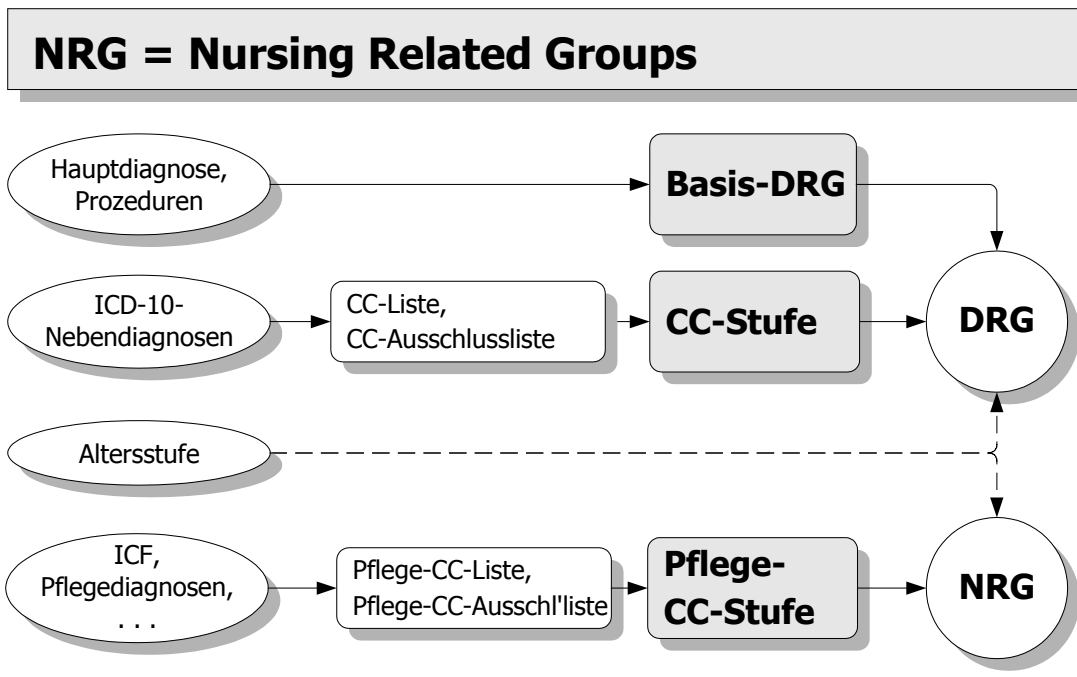 NRG = Nursing Related Groups
Hauptdiagnose,
Prozeduren
Basis-DRG
ICD-10-
Nebendiagnosen
CC-Liste,
CC-Ausschlussliste
CC-Stufe
DRG
Altersstufe
ICF,
Pflegediagnosen,
. . .
Pflege-CC-Liste,
Pflege-CC-Ausschl'liste
Pflege-
CC-Stufe
NRG